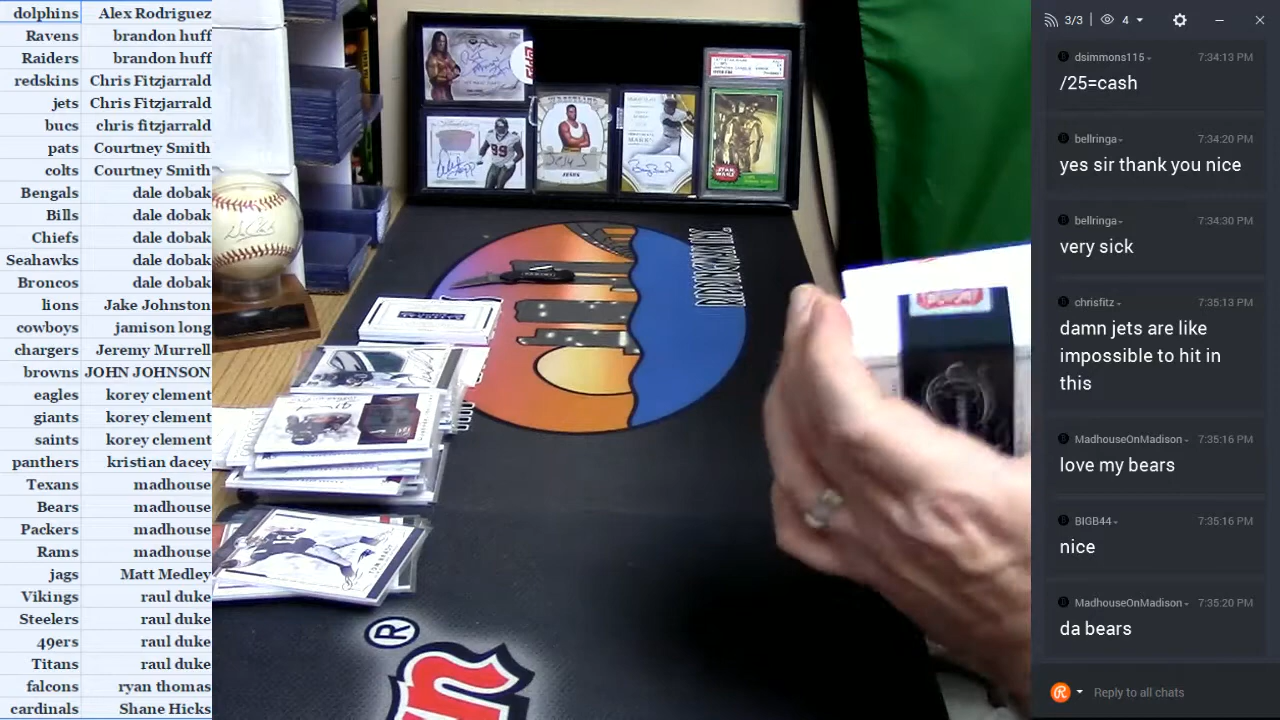 dolphins Alex Rodriguez
Ravens brandon huff
Raiders brandon huff
redskins Chris Fitzjarrald
jets Chris Fitzjarrald
bucs chris fitzjarrald
pats Courtney Smith
colts Courtney Smith
Bengals dale dobak
Bills dale dobak
Chiefs dale dobak
Seahawks dale dobak
Broncos dale dobak
lions Jake Johnston
cowboys jamison long
chargers Jeremy Murrell
browns JOHN JOHNSON
eagles korey clement
giants korey clement
saints korey clement
panthers kristian dacey
Texans madhouse
Bears madhouse
Packers madhouse
Rams madhouse
jags Matt Medley
Vikings raul duke
Steelers raul duke
49ers raul duke
Titans raul duke
falcons ryan thomas
cardinals Shane Hicks
STAR
WARS
®
3/3 4
dsimmons115 7:34:13 PM
/25=cash
bellringa 7:34:20 PM
yes sir thank you nice
bellringa 7:34:30 PM
very sick
chrisfitz 7:35:13 PM
damn jets are like
impossible to hit in
this
MadhouseOnMadison 7:35:16 PM
love my bears
BIGB44 7:35:16 PM
nice
MadhouseOnMadison 7:35:20 PM
da bears
Reply to all chats